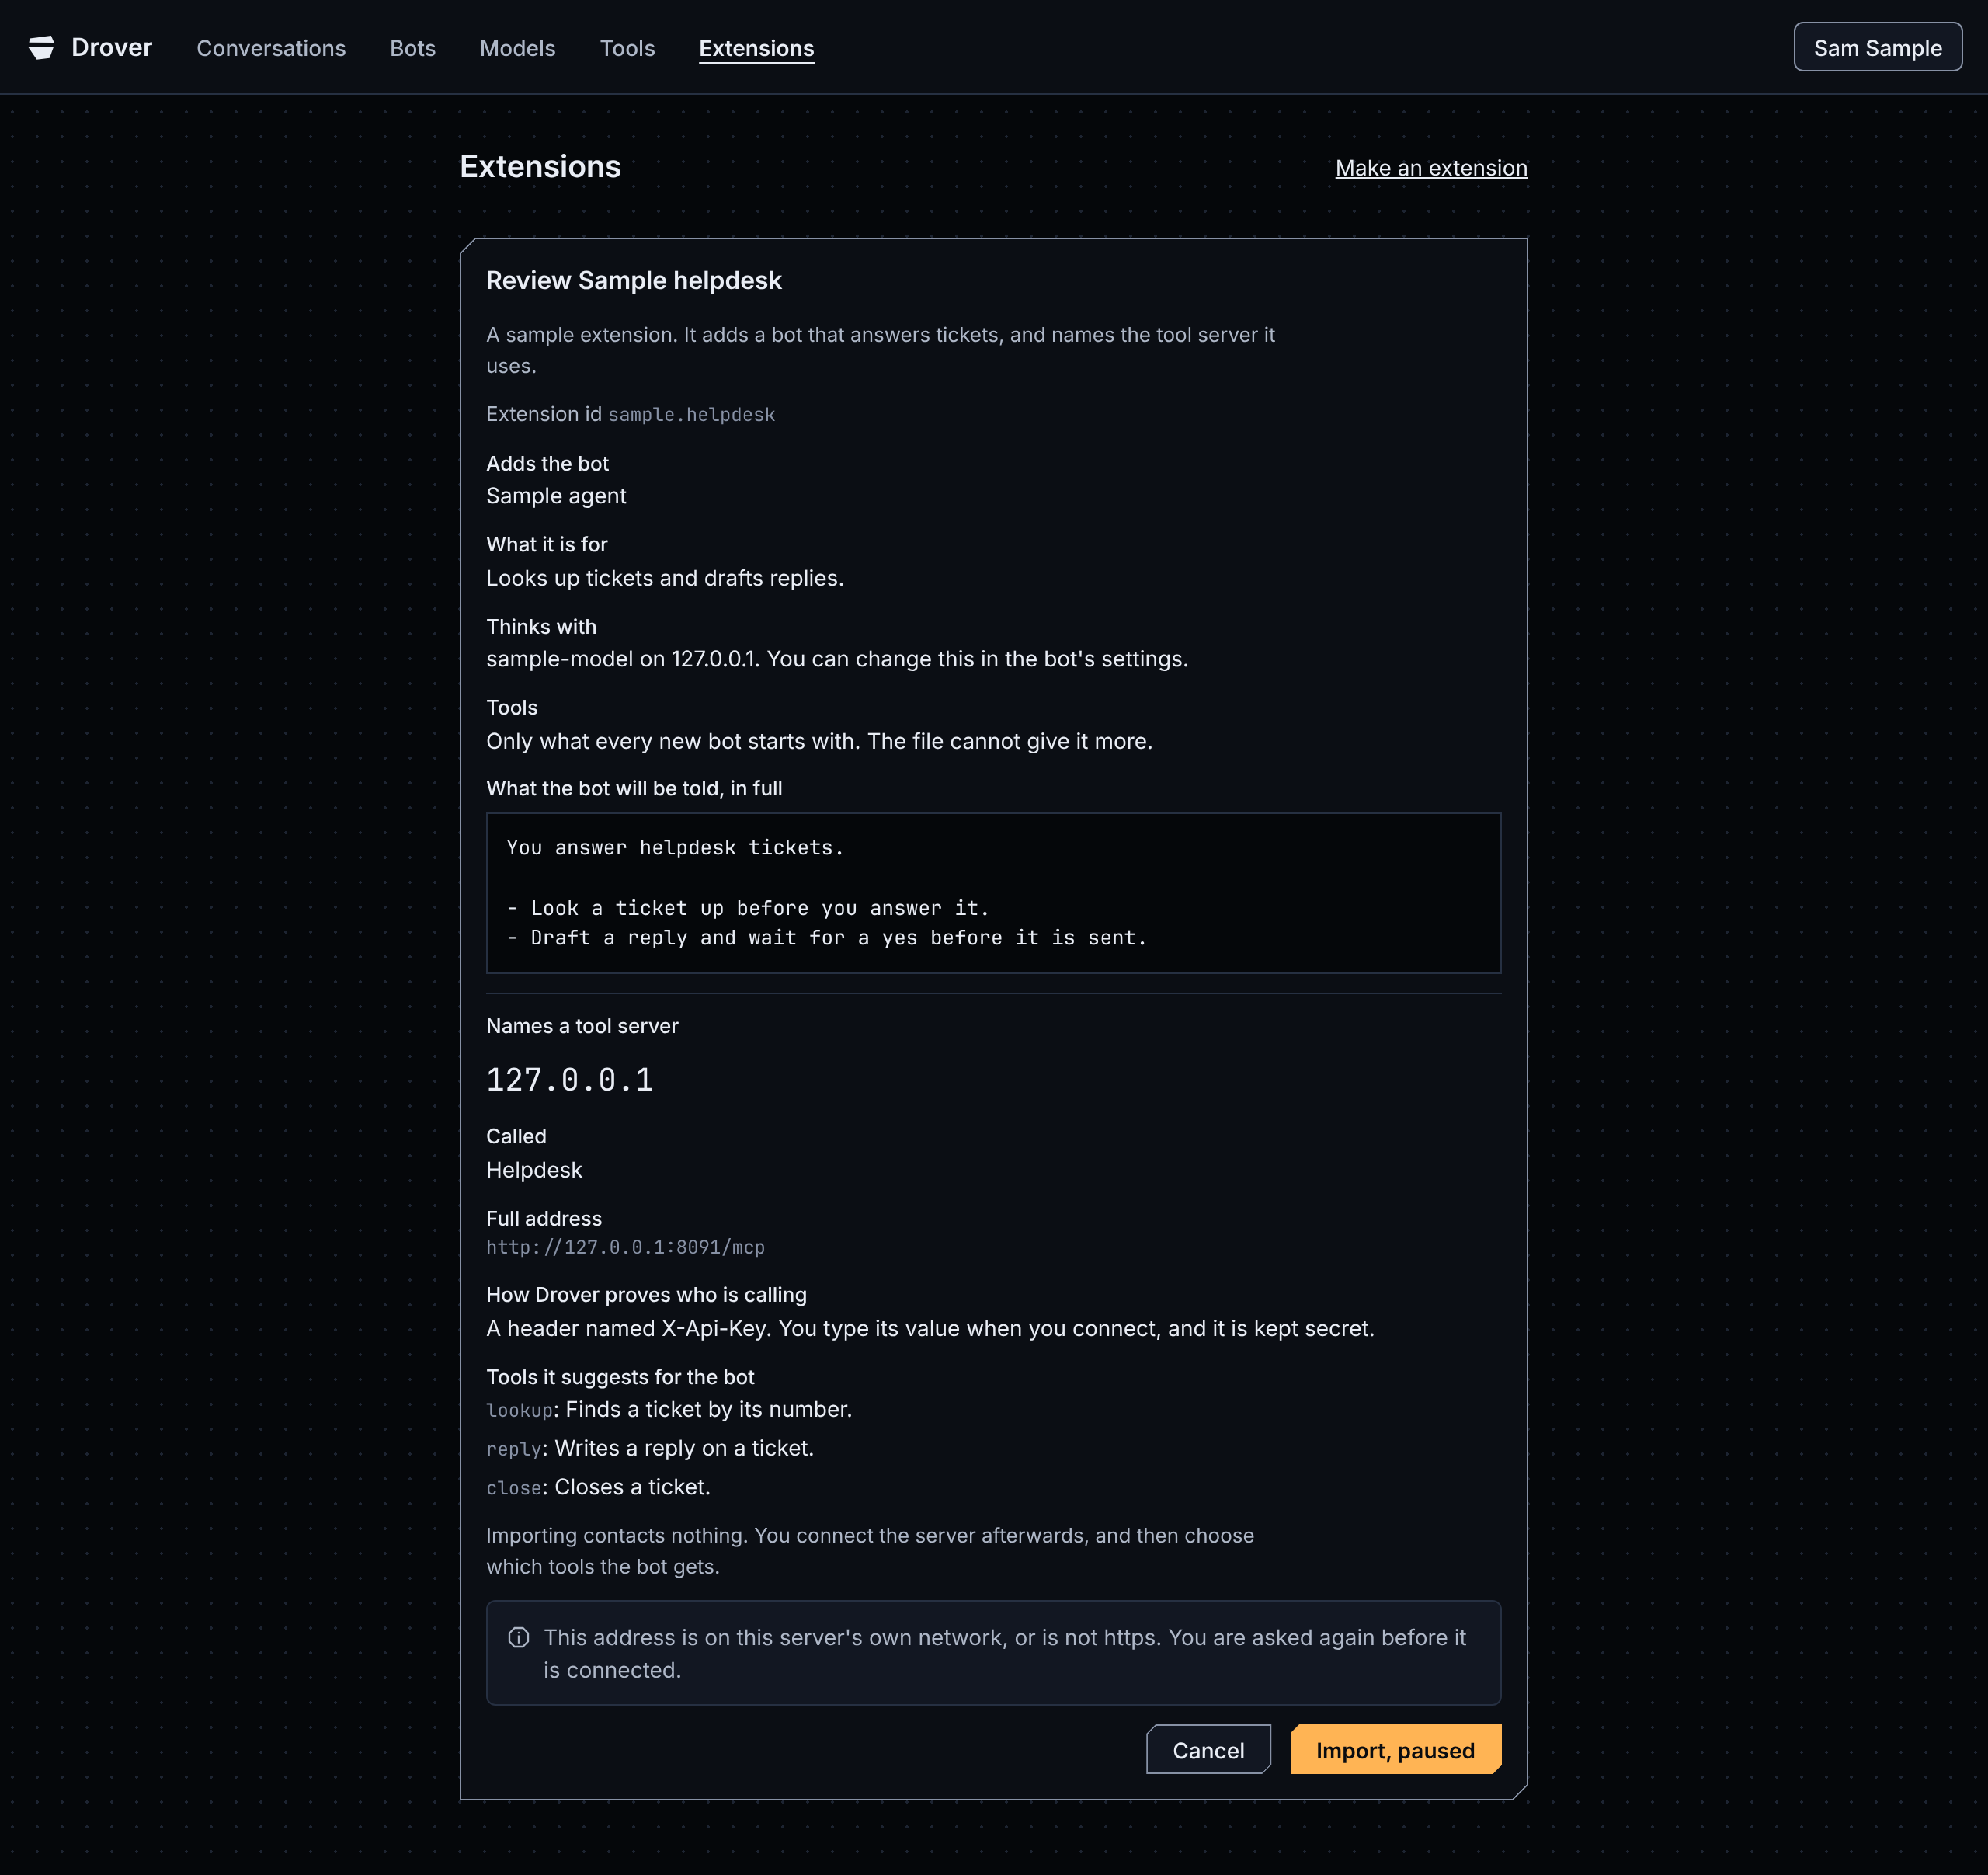 Drover
Conversations
Bots
Models
Tools
Extensions
Sam Sample
Extensions
Make an extension
Review Sample helpdesk
A sample extension. It adds a bot that answers tickets, and names the tool server it
uses.
Extension id sample.helpdesk
Adds the bot
Sample agent
What it is for
Looks up tickets and drafts replies.
Thinks with
sample-model on 127.0.0.1. You can change this in the bot's settings.
Tools
Only what every new bot starts with. The file cannot give it more.
What the bot will be told, in full
You answer helpdesk tickets.
- Look a ticket up before you answer it.
- Draft a reply and wait for a yes before it is sent.
Names a tool server
127.0.0.1
Called
Helpdesk
Full address
http://127.0.0.1:8091/mcp
How Drover proves who is calling
A header named X-Api-Key. You type its value when you connect, and it is kept secret.
Tools it suggests for the bot
lookup: Finds a ticket by its number.
reply: Writes a reply on a ticket.
close: Closes a ticket.
Importing contacts nothing. You connect the server afterwards, and then choose
which tools the bot gets.
This address is on this server's own network, or is not https. You are asked again before it
is connected.
Cancel
Import, paused